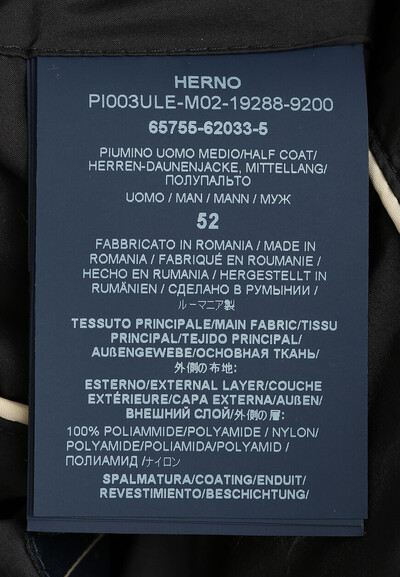 HERNO
PI003ULE-M02-19288-9200
65755-62033-5
PIUMINO UOMO MEDIO/HALF COAT/
HERREN-DAUNENJACKE, MITTELLANG/
ПОЛУПАЛЬТО
UOMO / MAN / MANN / МУЖ
52
FABBRICATO IN ROMANIA / MADE IN
ROMANIA / FABRIQUÉ EN ROUMANIE /
HECHO EN RUMANIA / HERGESTELLT IN
RUMÄNIEN / СДЕЛАНО В РУМЫНИИ /
ルーマニア製
TESSUTO PRINCIPALE/MAIN FABRIC/TISSU
PRINCIPAL/TEJIDO PRINCIPAL/
AUßENGEWEBE/ОСНОВНАЯ ТКАНЬ/
外側の布地:
ESTERNO/EXTERNAL LAYER/COUCHE
EXTÉRIEURE/CAPA EXTERNA/AUßEN/
ВНЕШНИЙ СЛОЙ/外側の層:
100% POLIAMMIDE/POLYAMIDE / NYLON/
POLYAMIDE/POLIAMIDA/POLYAMID /
ПОЛИАМИД /ナイロン
SPALMATURA/COATING/ENDUIT/
REVESTIMIENTO/BESCHICHTUNG/